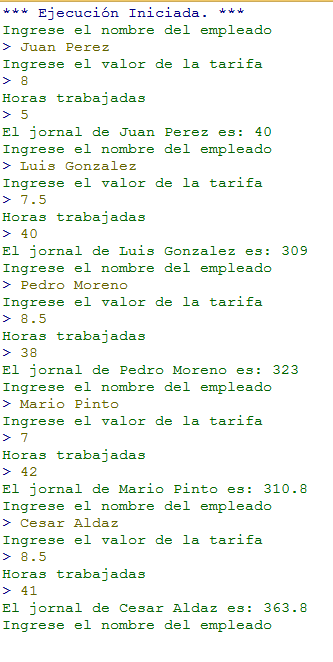 *** Ejecución Iniciada. ***
Ingrese el nombre del empleado
> Juan Perez
Ingrese el valor de la tarifa
> 8
Horas trabajadas
> 5
El jornal de Juan Perez es: 40
Ingrese el nombre del empleado
> Luis Gonzalez
Ingrese el valor de la tarifa
> 7.5
Horas trabajadas
> 40
El jornal de Luis Gonzalez es: 309
Ingrese el nombre del empleado
> Pedro Moreno
Ingrese el valor de la tarifa
> 8.5
Horas trabajadas
> 38
El jornal de Pedro Moreno es: 323
Ingrese el nombre del empleado
> Mario Pinto
Ingrese el valor de la tarifa
> 7
Horas trabajadas
> 42
El jornal de Mario Pinto es: 310.8
Ingrese el nombre del empleado
> Cesar Aldaz
Ingrese el valor de la tarifa
> 8.5
Horas trabajadas
> 41
El jornal de Cesar Aldaz es: 363.8
Ingrese el nombre del empleado